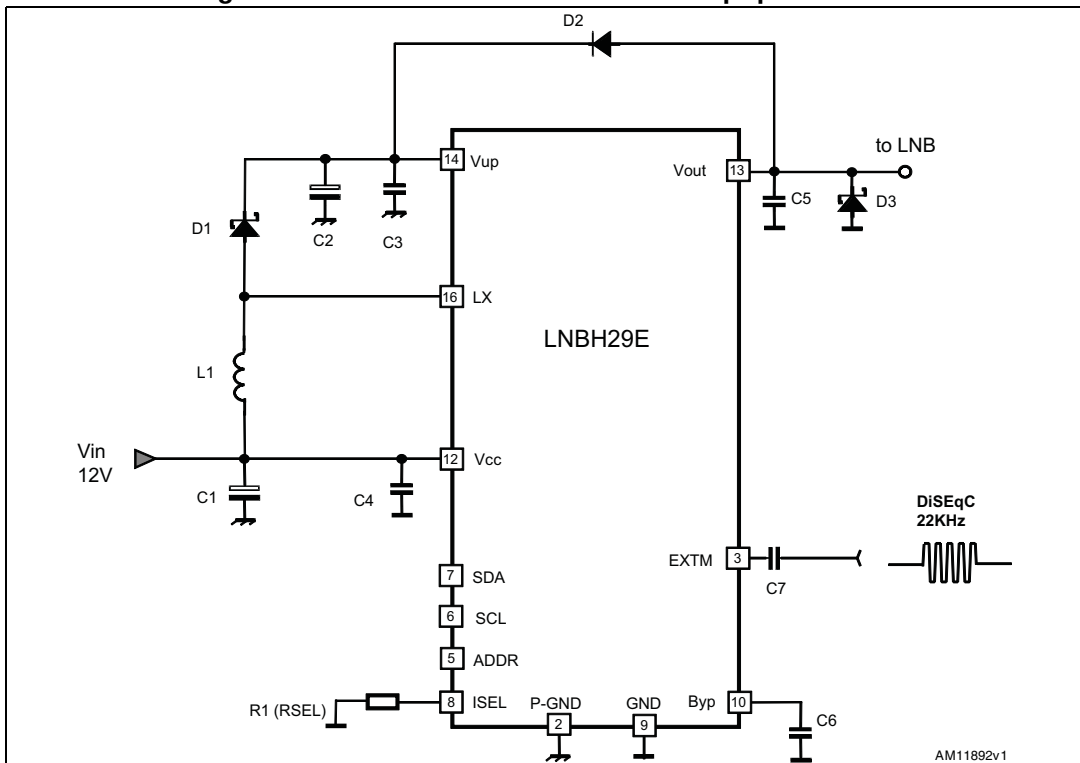 D2
to LNB
14 Vup
Vout 13
C5
D3
D1
C2
C3
16 LX
LNBH29E
L1
Vin
12V
12 Vcc
C1
C4
DiSEqC
22KHz
EXTM 3
C7
7 SDA
6 SCL
5 ADDR
R1 (RSEL)
8 ISEL
P-GND
2
GND
9
Byp 10
C6
AM11892v1